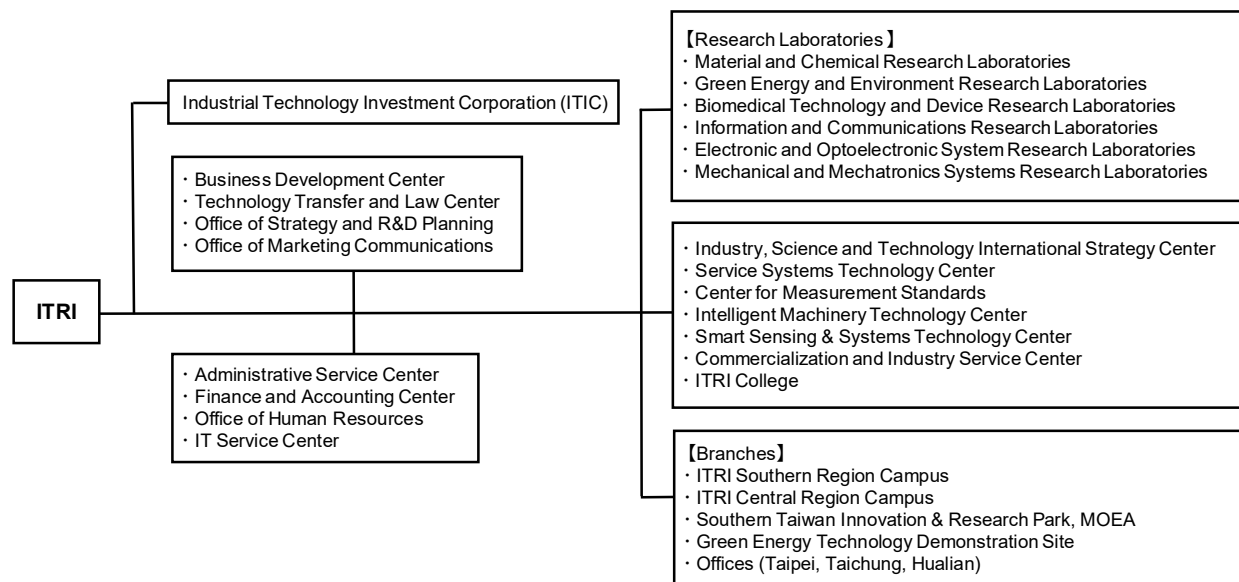 ITRI
Industrial Technology Investment Corporation (ITIC)
· Business Development Center
· Technology Transfer and Law Center
· Office of Strategy and R&D Planning
· Office of Marketing Communications
· Administrative Service Center
· Finance and Accounting Center
· Office of Human Resources
· IT Service Center
【Research Laboratories】
· Material and Chemical Research Laboratories
· Green Energy and Environment Research Laboratories
· Biomedical Technology and Device Research Laboratories
· Information and Communications Research Laboratories
· Electronic and Optoelectronic System Research Laboratories
· Mechanical and Mechatronics Systems Research Laboratories
· Industry, Science and Technology International Strategy Center
· Service Systems Technology Center
· Center for Measurement Standards
· Intelligent Machinery Technology Center
· Smart Sensing & Systems Technology Center
· Commercialization and Industry Service Center
· ITRI College
【Branches】
· ITRI Southern Region Campus
· ITRI Central Region Campus
· Southern Taiwan Innovation & Research Park, MOEA
· Green Energy Technology Demonstration Site
· Offices (Taipei, Taichung, Hualian)